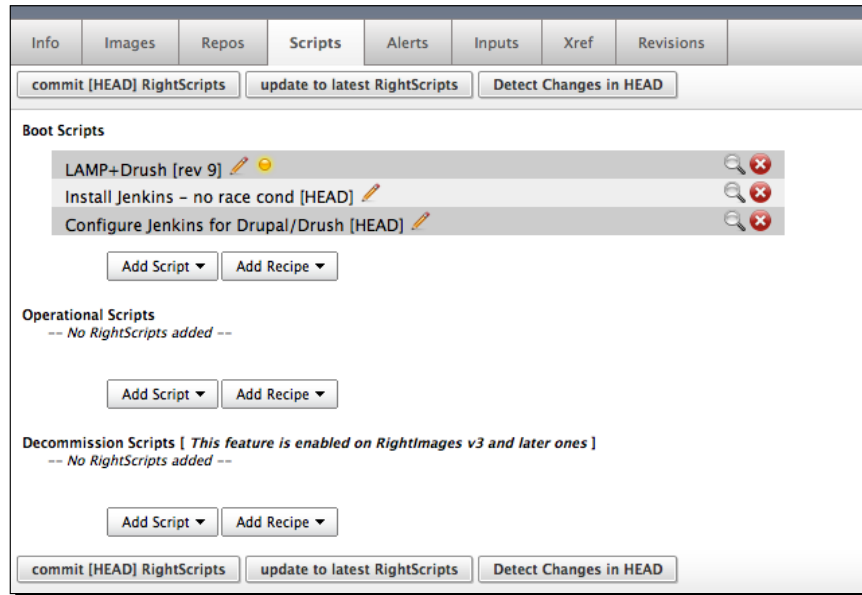 Info Images Repos Scripts Alerts Inputs Xref Revisions
commit [HEAD] RightScripts update to latest RightScripts Detect Changes in HEAD
Boot Scripts
LAMP+Drush [rev 9]
Install Jenkins – no race cond [HEAD]
Configure Jenkins for Drupal/Drush [HEAD]
Add Script Add Recipe
Operational Scripts
-- No RightScripts added --
Add Script Add Recipe
Decommission Scripts [ This feature is enabled on RightImages v3 and later ones ]
-- No RightScripts added --
Add Script Add Recipe
commit [HEAD] RightScripts update to latest RightScripts Detect Changes in HEAD